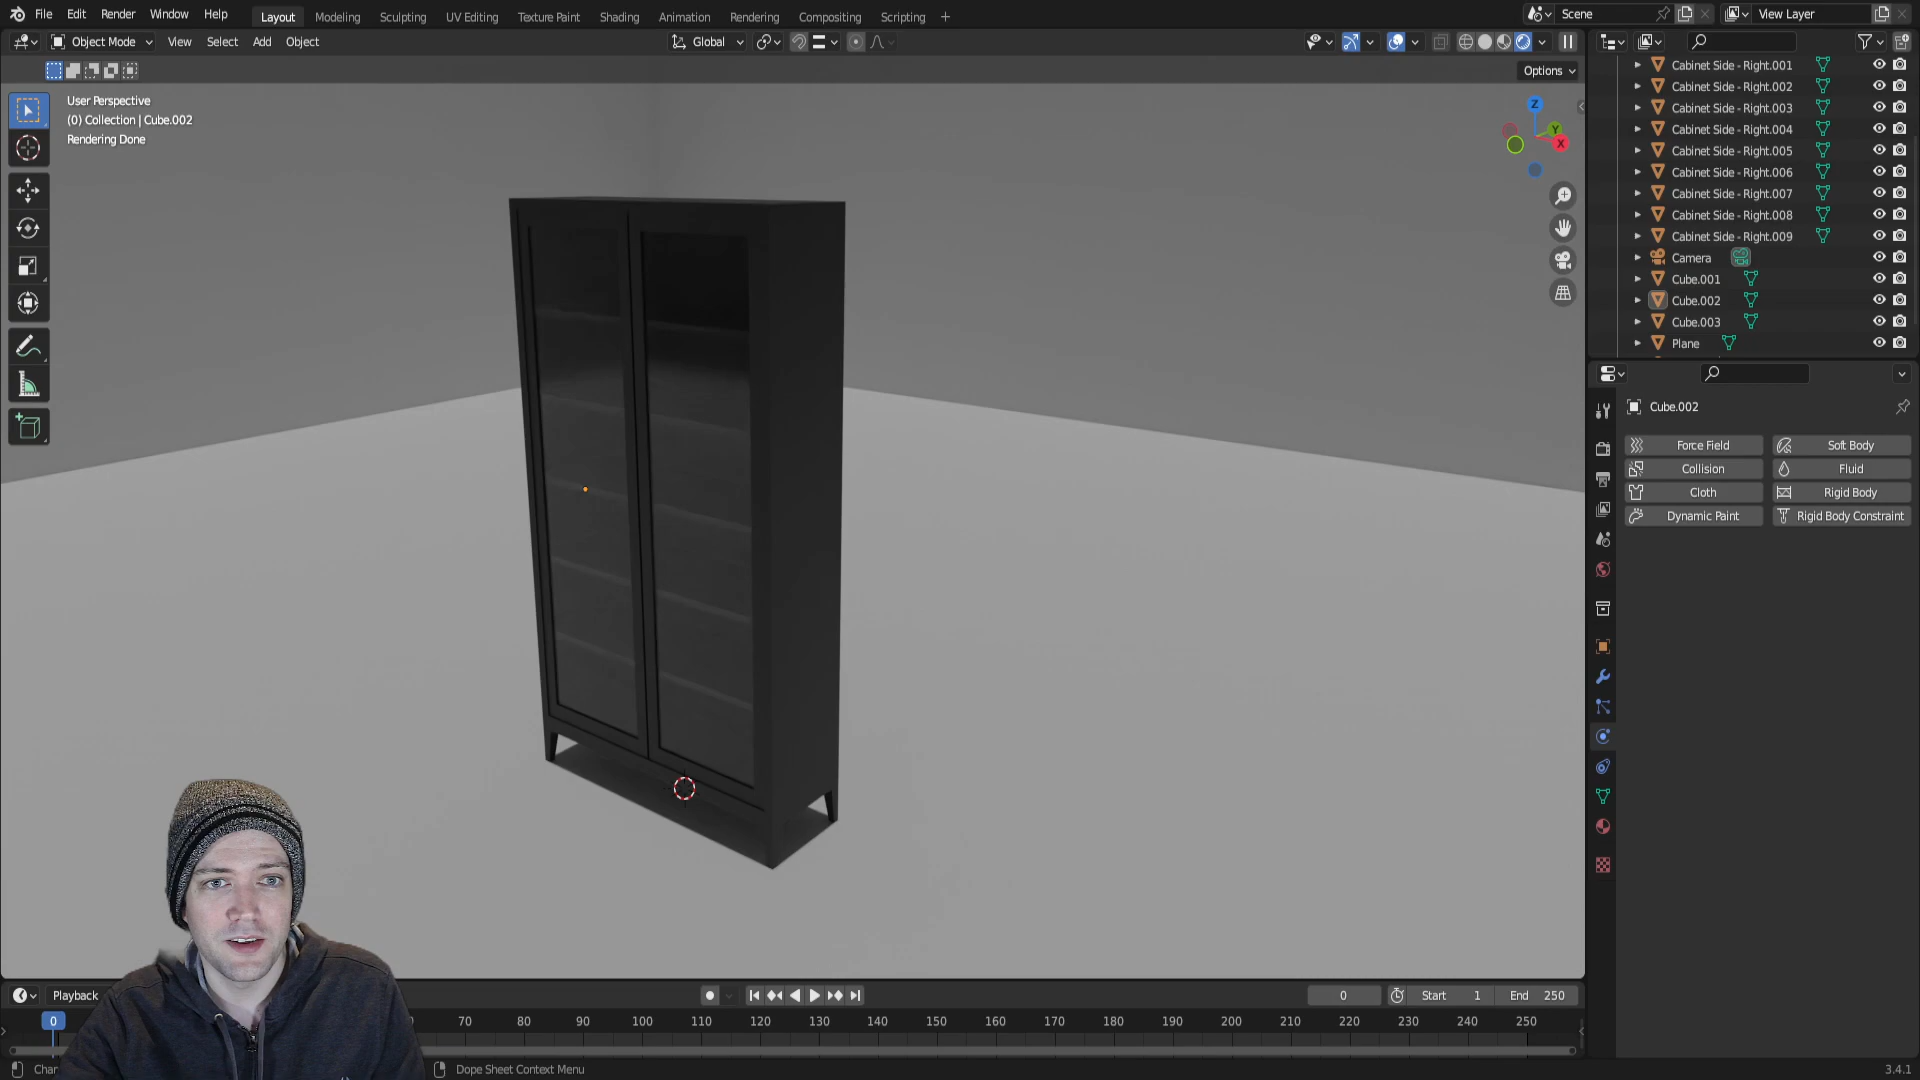 File Edit Render Window Help
Layout Modeling Sculpting UV Editing Texture Paint Shading Animation Rendering Compositing Scripting +
Scene
View Layer
Object Mode View Select Add Object
Global
Options
User Perspective
(0) Collection | Cube.002
Rendering Done
Z
Y
X
Cabinet Side - Right.001
Cabinet Side - Right.002
Cabinet Side - Right.003
Cabinet Side - Right.004
Cabinet Side - Right.005
Cabinet Side - Right.006
Cabinet Side - Right.007
Cabinet Side - Right.008
Cabinet Side - Right.009
Camera
Cube.001
Cube.002
Cube.003
Plane
Cube.002
Force Field Soft Body
Collision Fluid
Cloth Rigid Body
Dynamic Paint Rigid Body Constraint
Playback
0 Start 1 End 250
0 70 80 90 100 110 120 130 140 150 160 170 180 190 200 210 220 230 240 250
Dope Sheet Context Menu
3.4.1